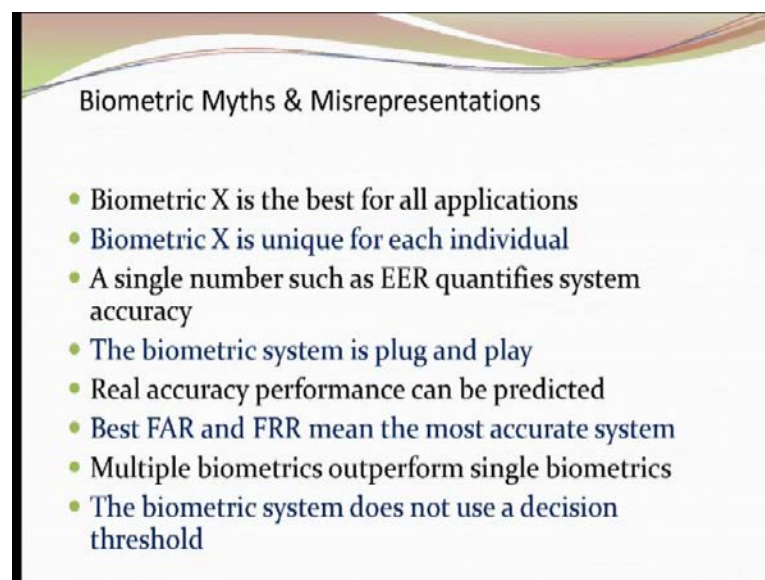 Biometric Myths & Misrepresentations
Biometric X is the best for all applications
Biometric X is unique for each individual
A single number such as EER quantifies system
accuracy
The biometric system is plug and play
Real accuracy performance can be predicted
Best FAR and FRR mean the most accurate system
Multiple biometrics outperform single biometrics
The biometric system does not use a decision
threshold